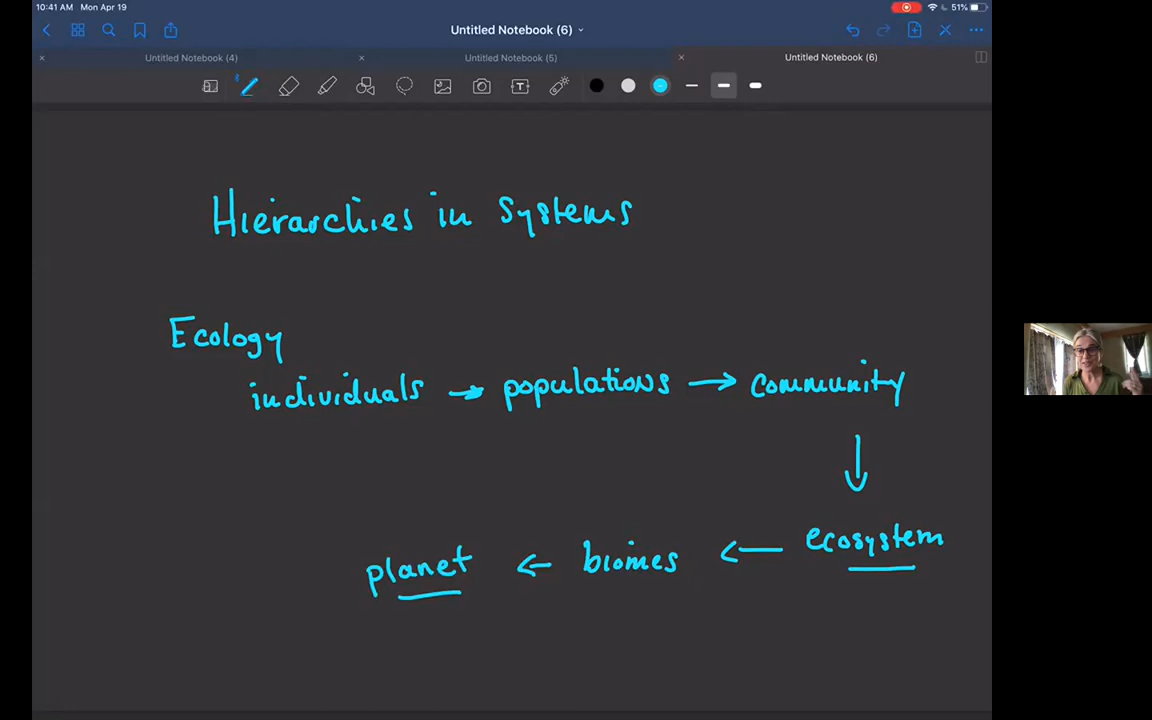 10:41 AM Mon Apr 19
51%
Untitled Notebook (6)
Untitled Notebook (4)
Untitled Notebook (5)
Untitled Notebook (6)
Hierarchies in Systems
Ecology
individuals → populations → community
↓
planet ← biomes ← ecosystem